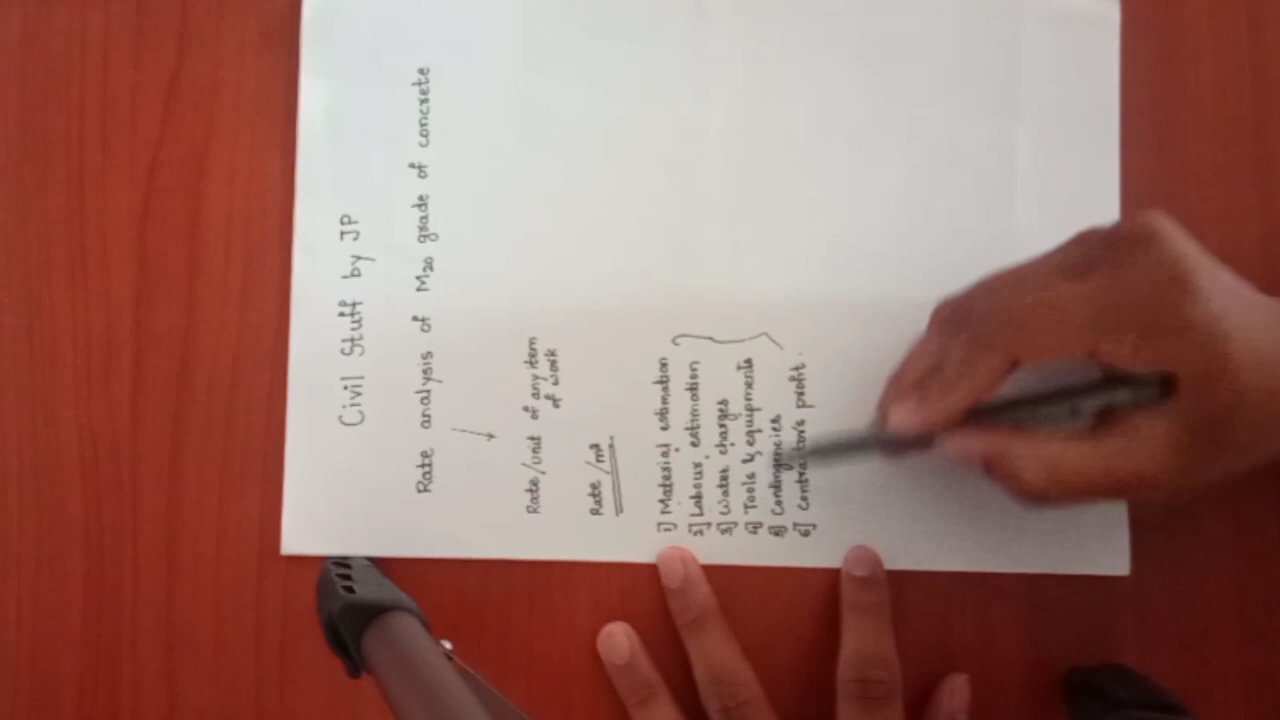 Civil Stuff by JP
Rate analysis of M20 grade of concrete
Rate/unit of any item
of work
Rate/m³
1] Material estimation
2] Labour estimation
3] Water charges
4] Tools & equipments
5] Contingencies
6] Contractors profit.